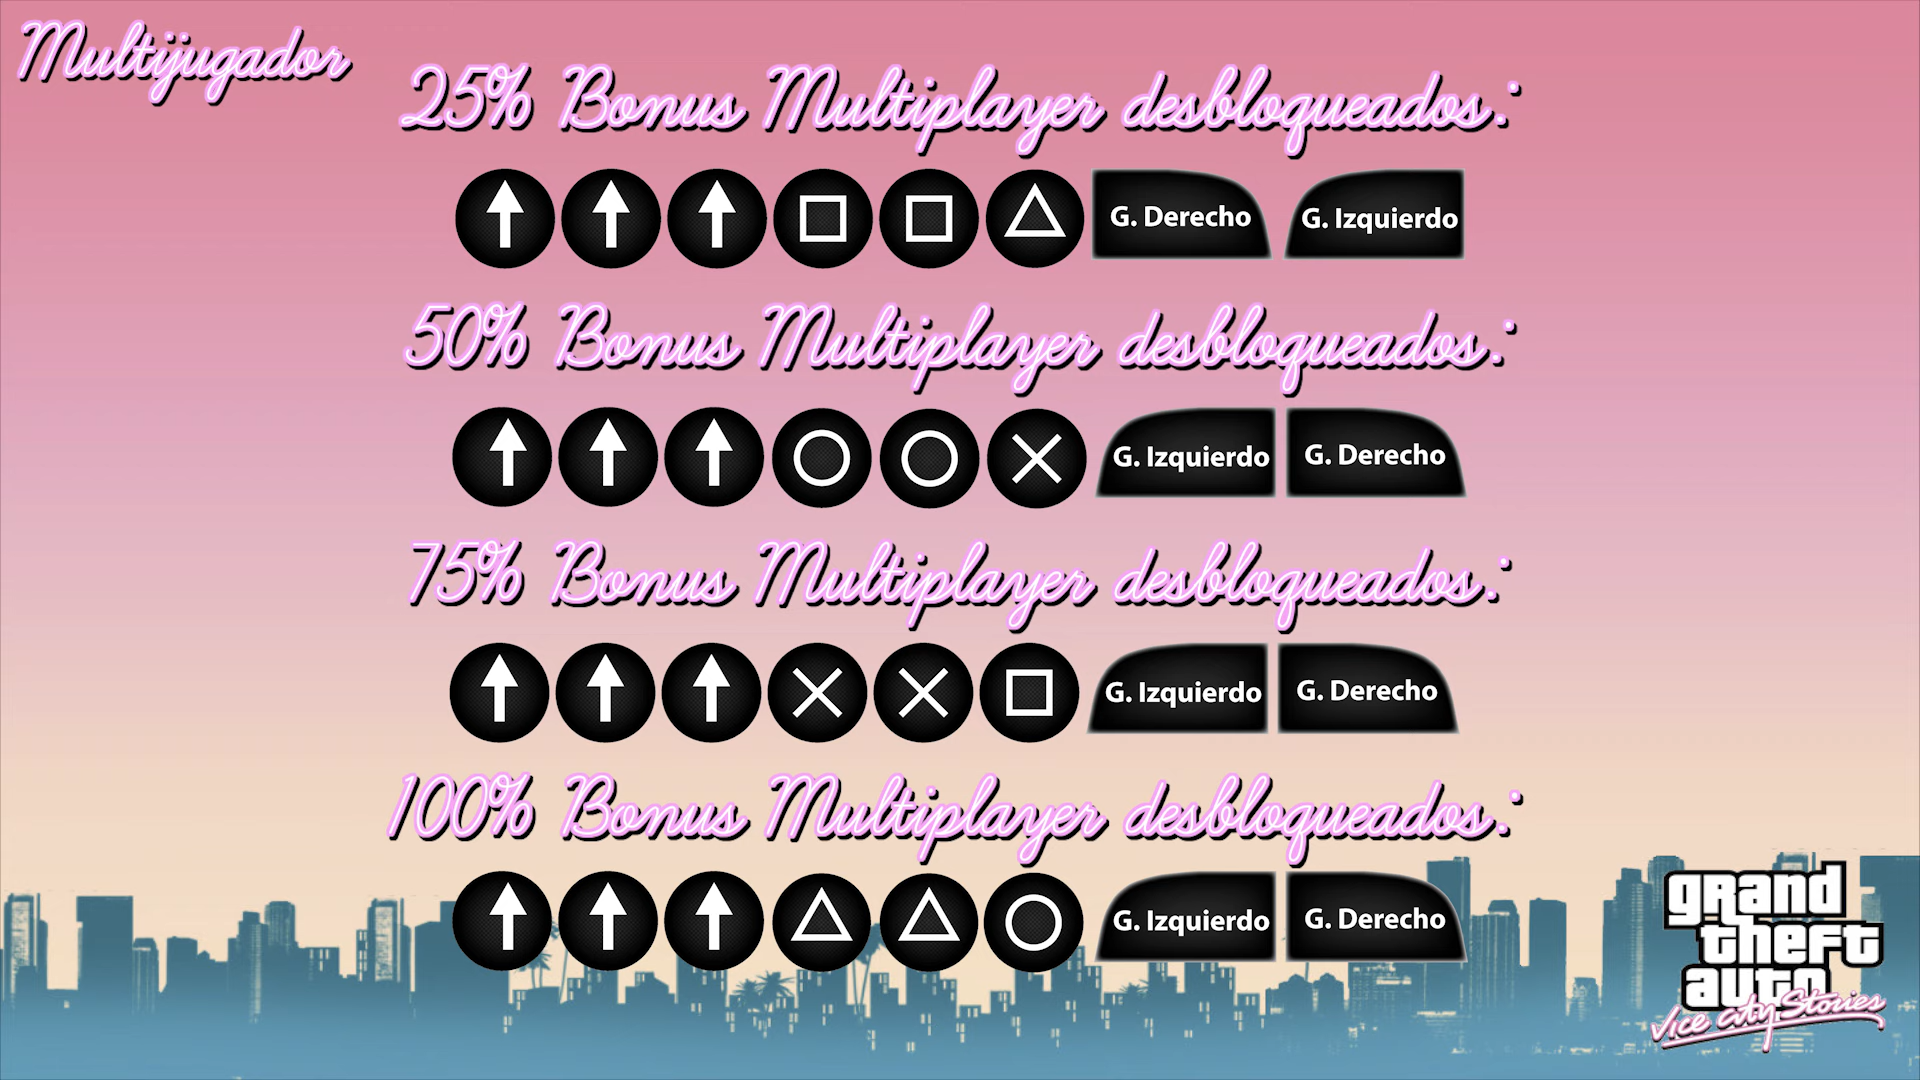 Multijugador
25% Bonus Multiplayer desbloqueados:
G. Derecho G. Izquierdo
50% Bonus Multiplayer desbloqueados:
G. Izquierdo G. Derecho
75% Bonus Multiplayer desbloqueados:
G. Izquierdo G. Derecho
100% Bonus Multiplayer desbloqueados:
G. Izquierdo G. Derecho
grand
theft
auto
Vice City Stories